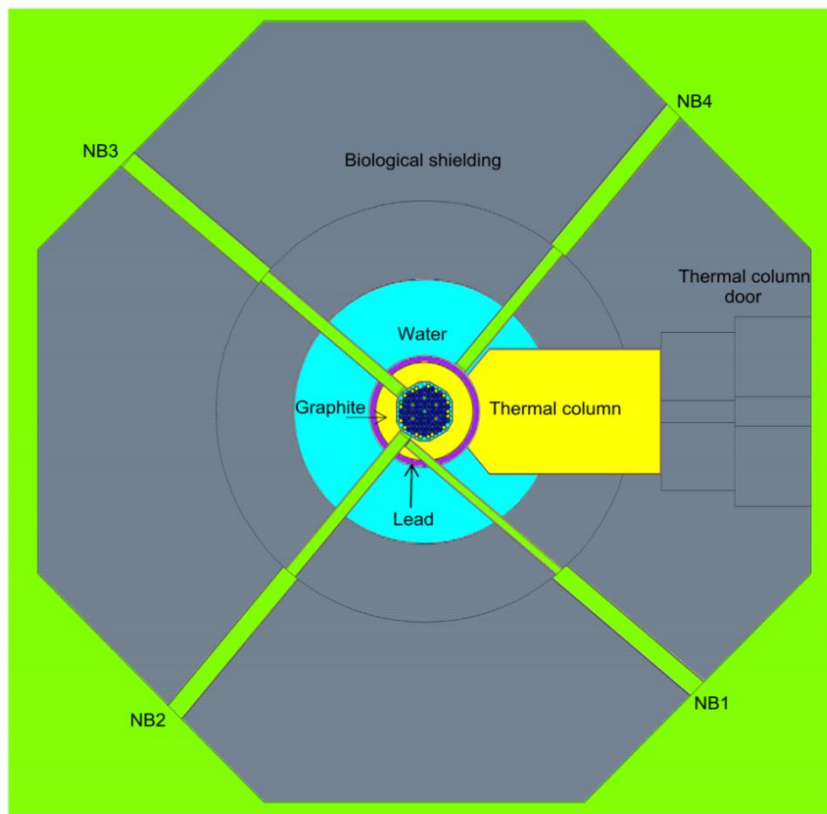 NB4
NB3
Biological shielding
Thermal column
door
Water
Graphite
Thermal column
Lead
NB1
NB2